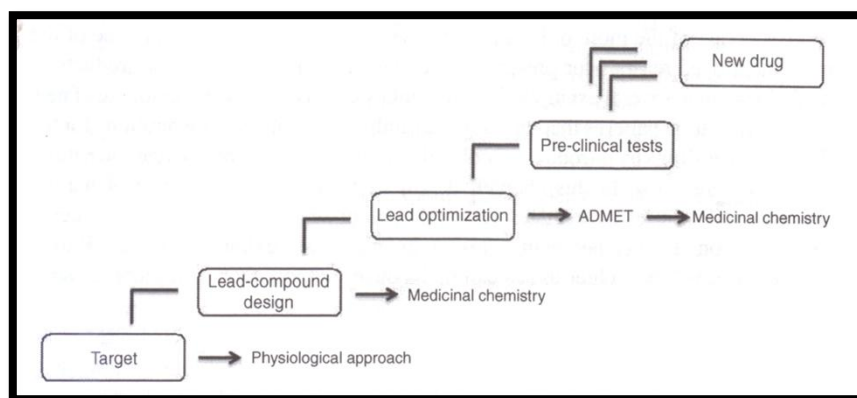 New drug
Pre-clinical tests
Lead optimization
ADMET
Medicinal chemistry
Lead-compound
design
Medicinal chemistry
Target
Physiological approach